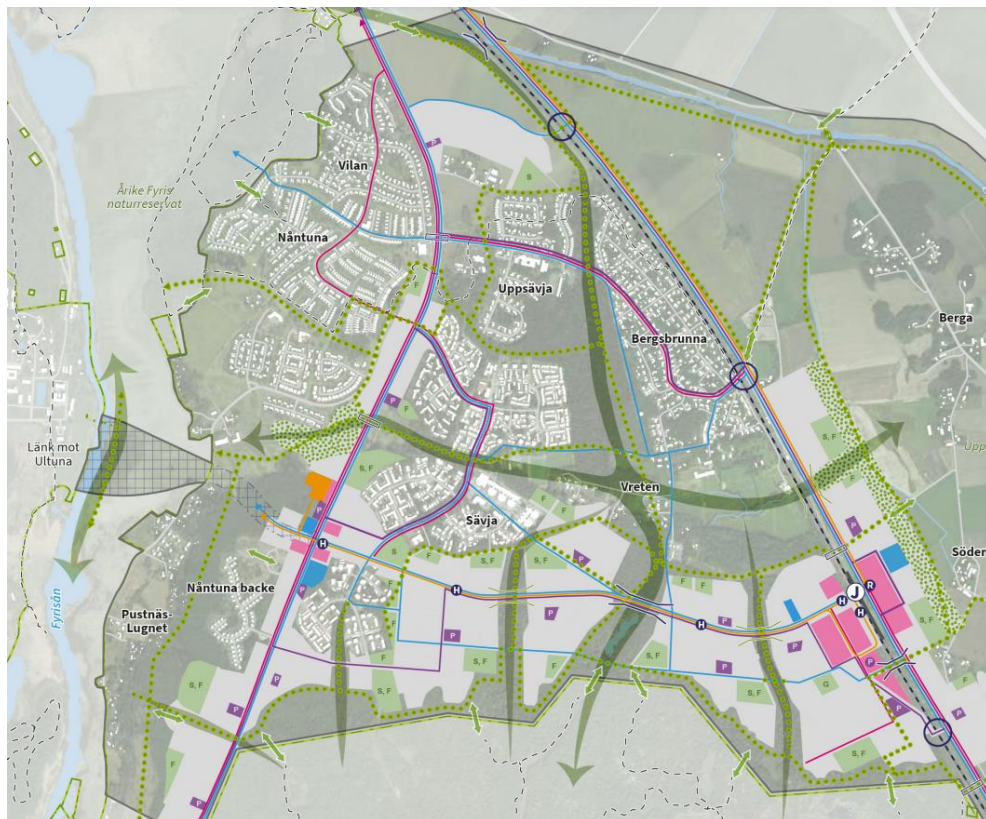 P
Vilan
Årike Fyris
naturreservat
S
Nåntuna
F
Uppsävja
Berga
Bergsbrunna
P
F
S, F
Länk mot
Ultuna
F
Vreten
F
P
S, F
P
Sävja
P
H
S
F
S, F
S, F
P
F
F
Söder
Nåntuna backe
P
H
P
H
J
R
H
H
Fyrisån
Pustnäs-
Lugnet
F
P
P
P
P
F
S, F
F
S, F
P
F
S, F
P
S, F
G
P
F
S, F
P
P
F
S, F
P